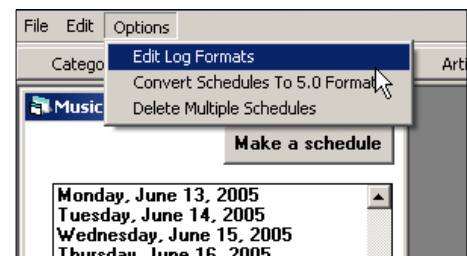 File Edit Options
Edit Log Formats
Catego
Arti
Convert Schedules To 5.0 Format
Music
Delete Multiple Schedules
Make a schedule
Monday, June 13, 2005
Tuesday, June 14, 2005
Wednesday, June 15, 2005
Thursday, June 16, 2005